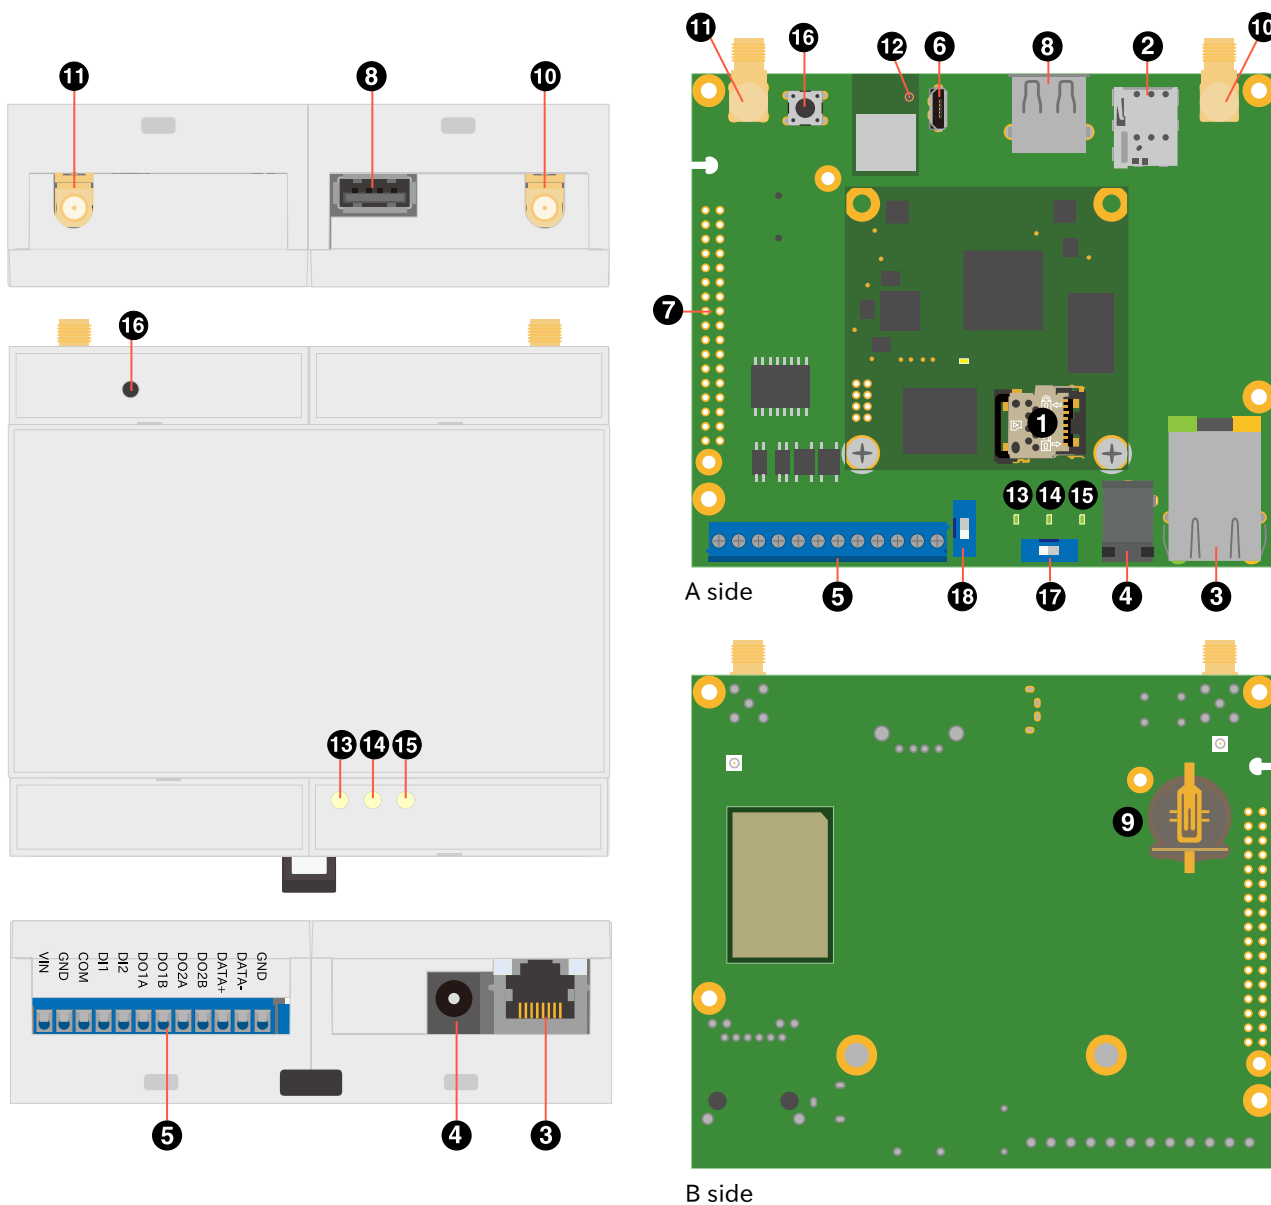 11 8 10
16
13 14 15
VIN GND COM DI1 DI2 DO1A DO1B DO2A DO2B DATA+ DATA- GND
5 4 3
11 16 12 6 8 2 10
7
1
13 14 15
5 18 17 4 3
A side
9
B side